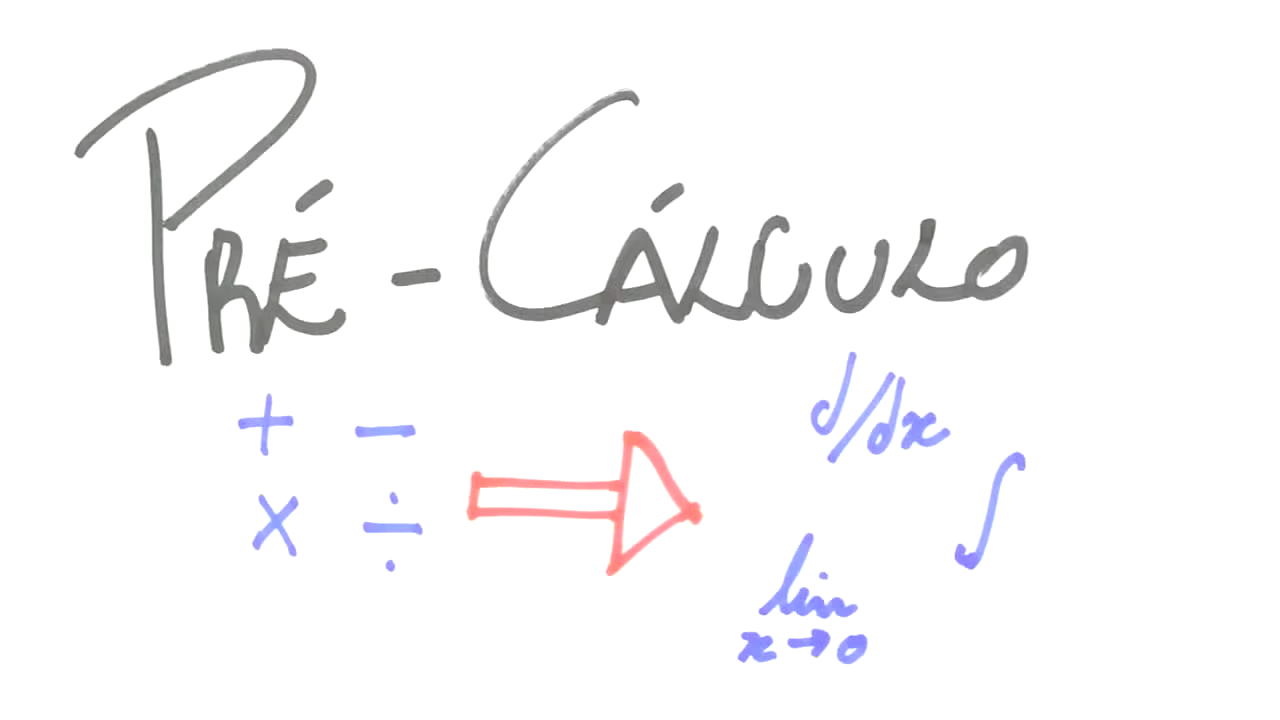 PRÉ - CÁLCULO
+ −
× ÷
d/dx
∫
lim
x→0